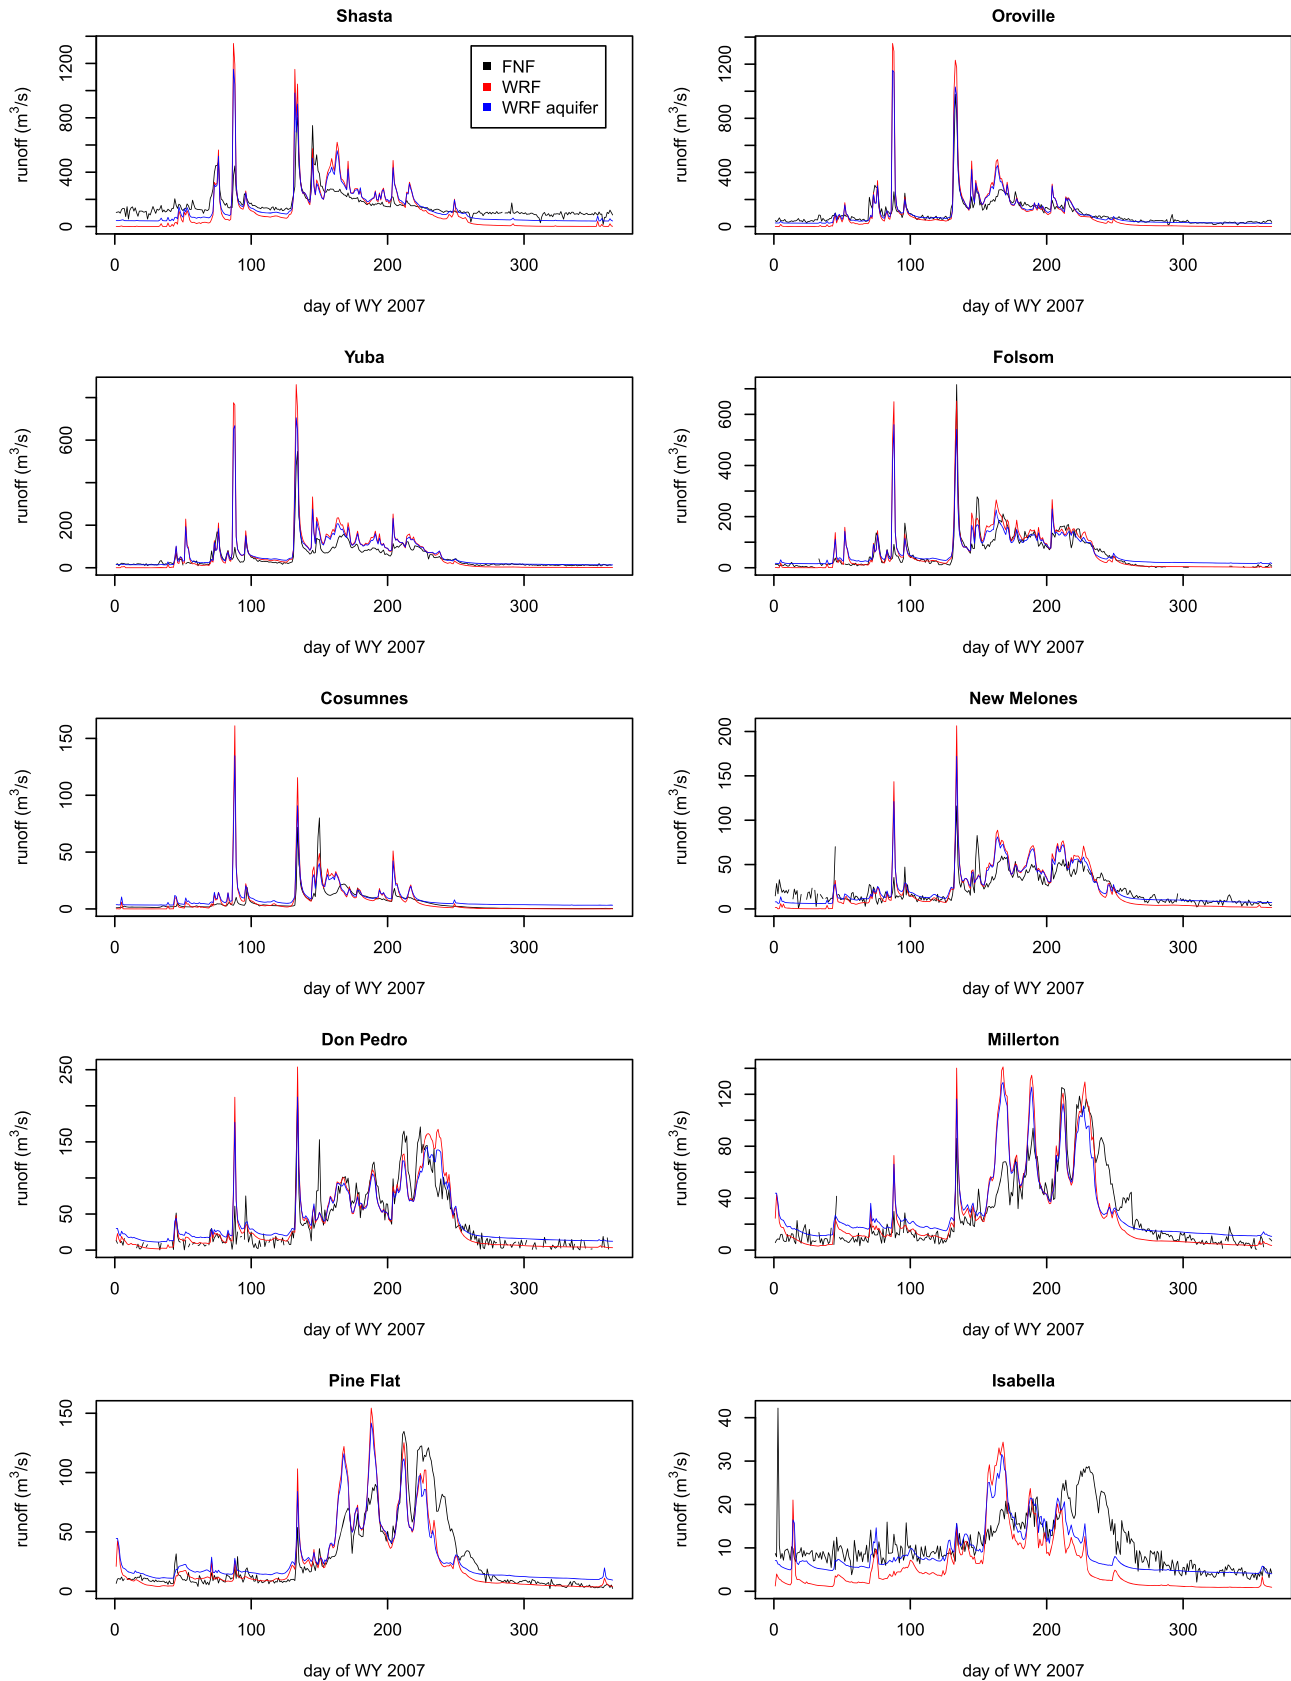 Shasta
1200
800
400
0
runoff (m³/s)
FNF
WRF
WRF aquifer
0 100 200 300
day of WY 2007
Oroville
1200
800
400
0
runoff (m³/s)
0 100 200 300
day of WY 2007
Yuba
600
200
0
runoff (m³/s)
0 100 200 300
day of WY 2007
Folsom
600
400
200
0
runoff (m³/s)
0 100 200 300
day of WY 2007
Cosumnes
150
100
50
0
runoff (m³/s)
0 100 200 300
day of WY 2007
New Melones
200
150
100
50
0
runoff (m³/s)
0 100 200 300
day of WY 2007
Don Pedro
250
150
50
0
runoff (m³/s)
0 100 200 300
day of WY 2007
Millerton
120
80
40
0
runoff (m³/s)
0 100 200 300
day of WY 2007
Pine Flat
150
100
50
0
runoff (m³/s)
0 100 200 300
day of WY 2007
Isabella
40
30
20
10
0
runoff (m³/s)
0 100 200 300
day of WY 2007